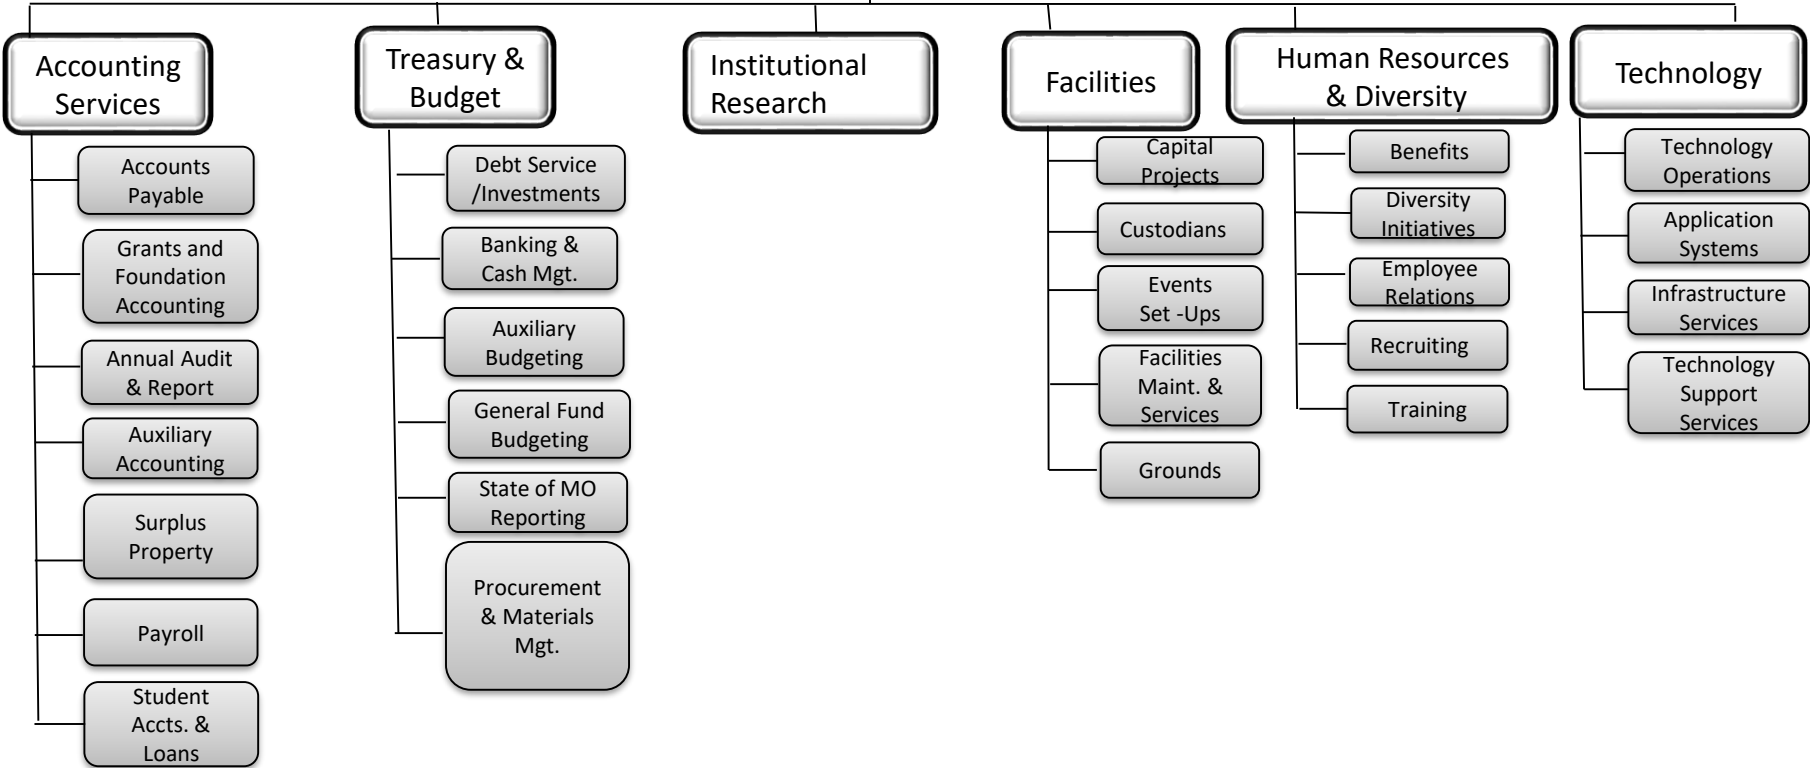 Accounting
Services
Accounts
Payable
Grants and
Foundation
Accounting
Annual Audit
& Report
Auxiliary
Accounting
Surplus
Property
Payroll
Student
Accts. &
Loans
Treasury &
Budget
Debt Service
/Investments
Banking &
Cash Mgt.
Auxiliary
Budgeting
General Fund
Budgeting
State of MO
Reporting
Procurement
& Materials
Mgt.
Institutional
Research
Facilities
Capital
Projects
Custodians
Events
Set -Ups
Facilities
Maint. &
Services
Grounds
Human Resources
& Diversity
Benefits
Diversity
Initiatives
Employee
Relations
Recruiting
Training
Technology
Technology
Operations
Application
Systems
Infrastructure
Services
Technology
Support
Services